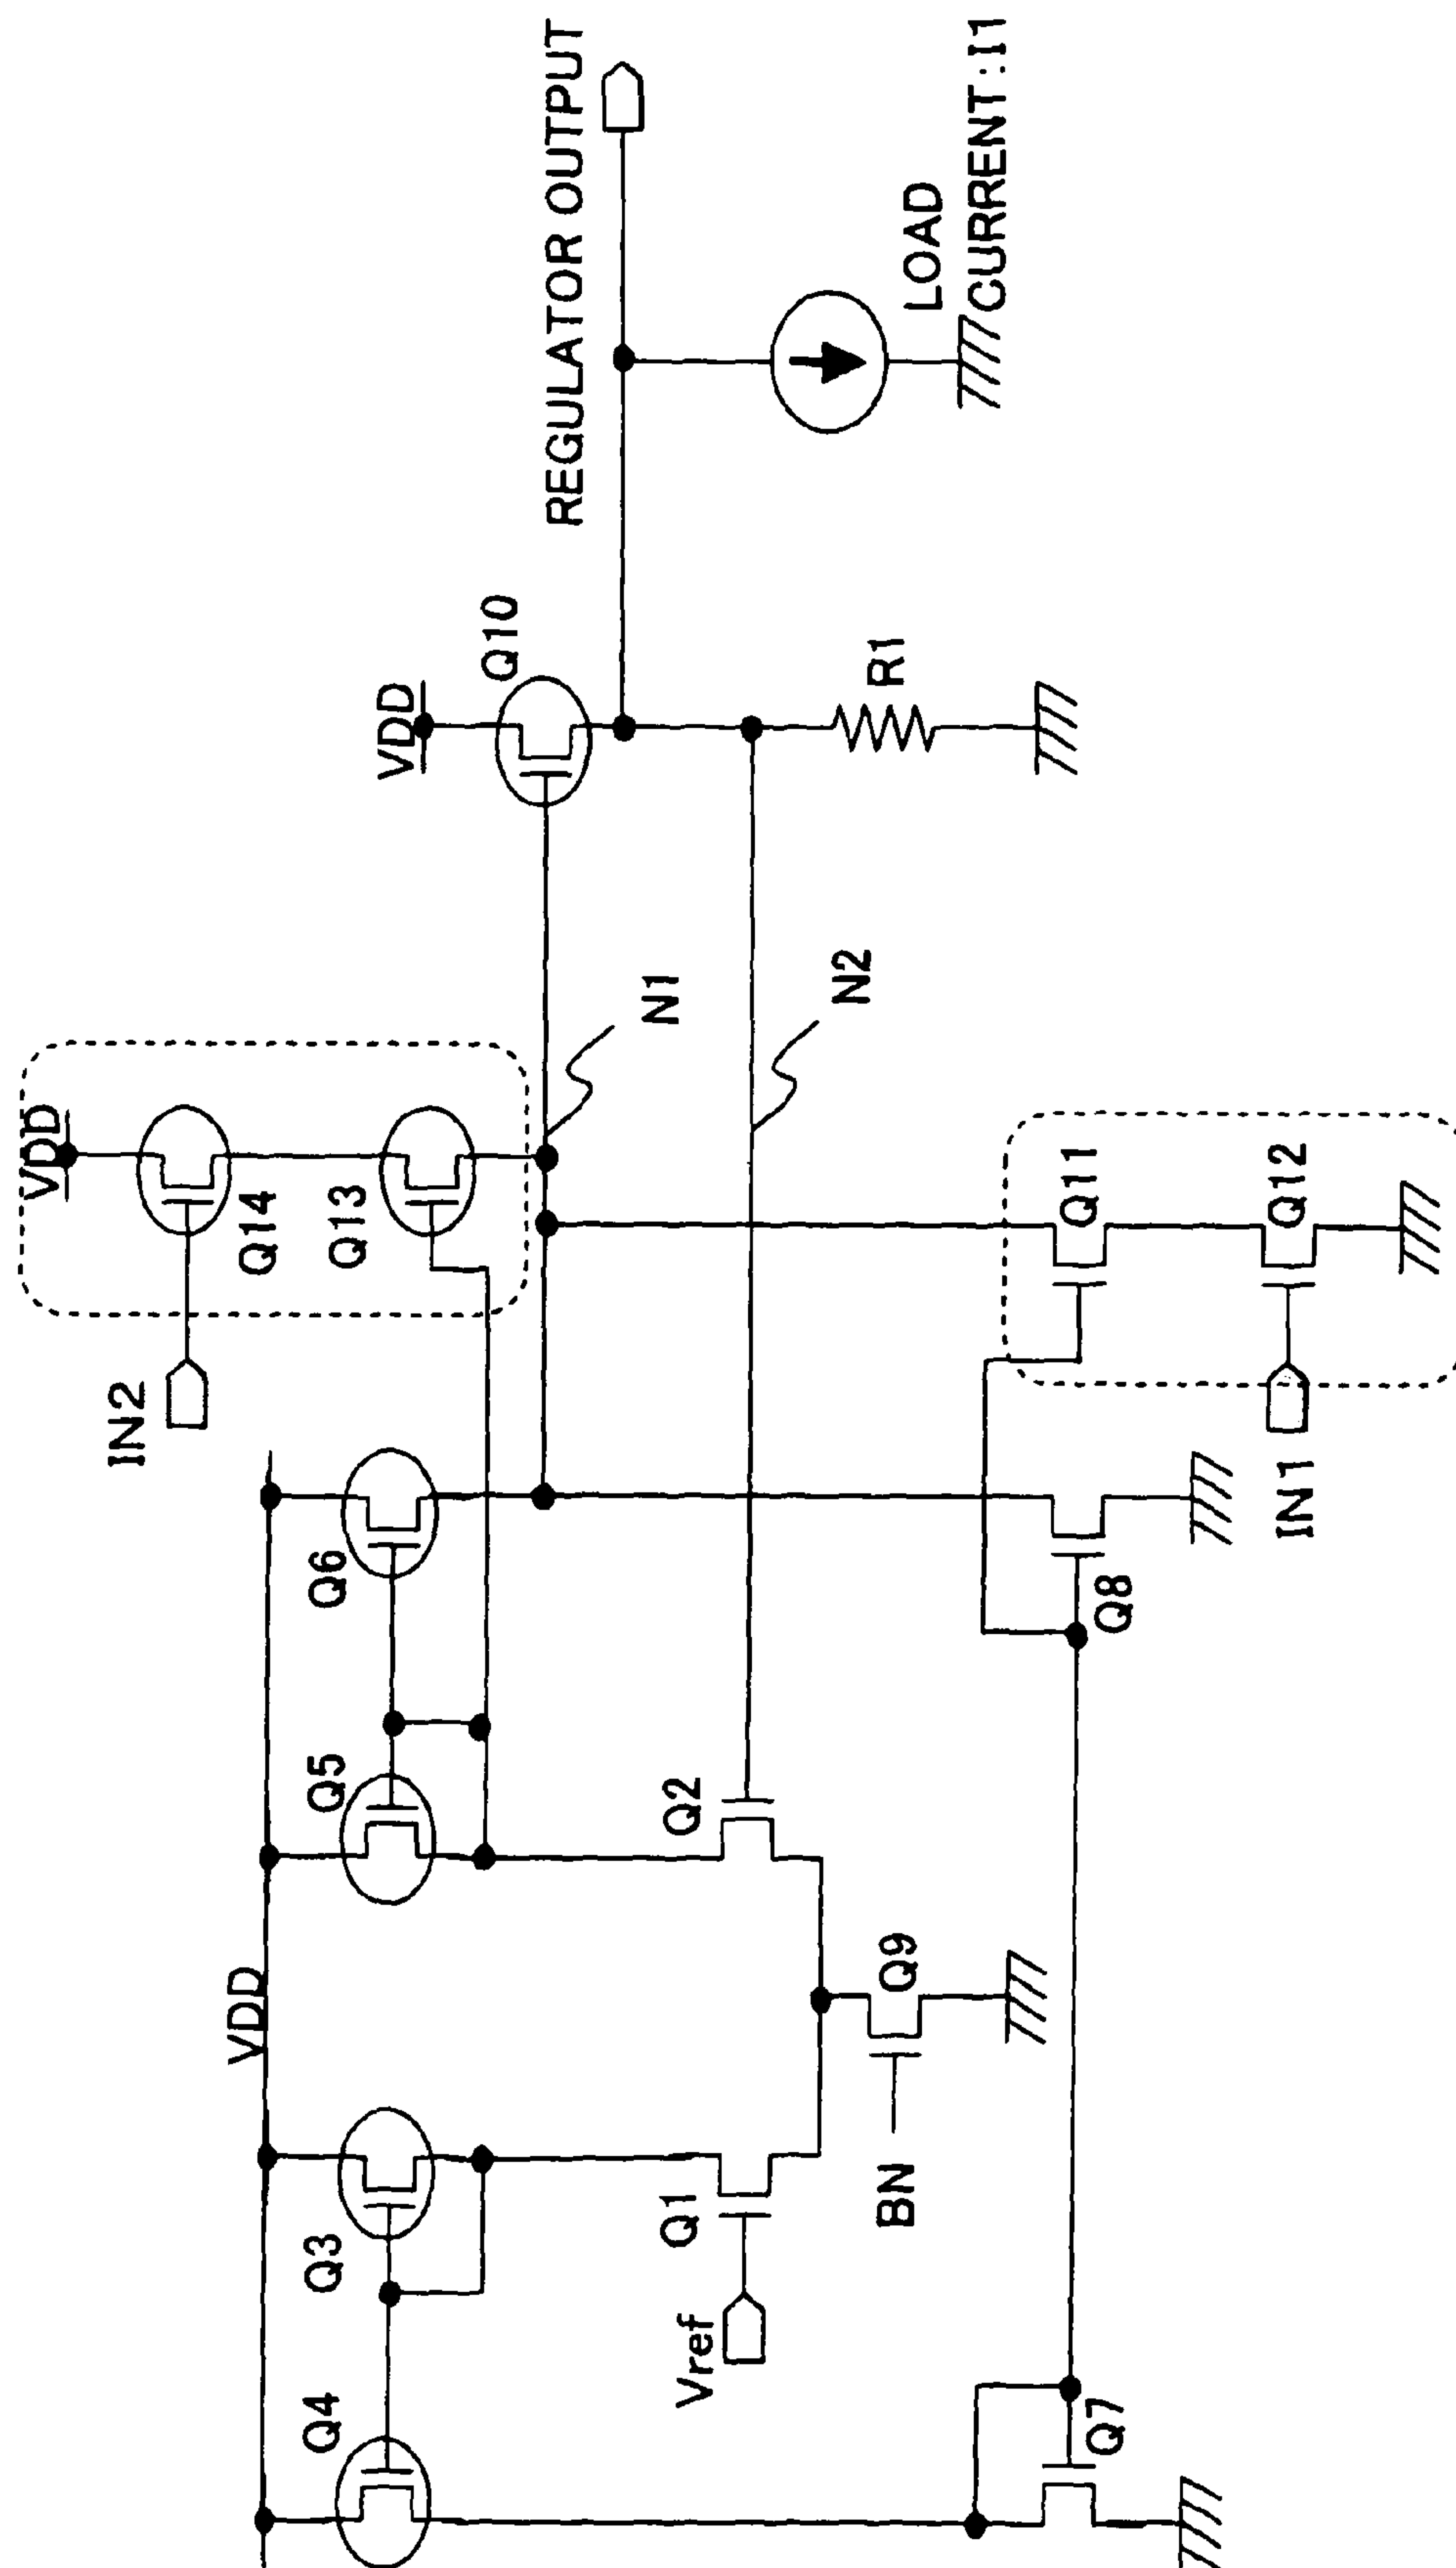 VDD
IN2
Q14
Q13
VDD
Q10
REGULATOR OUTPUT
VDD
Q4
Q3
Q5
Q6
N1
N2
R1
LOAD
CURRENT:I1
Vref
Q1
Q2
BN
Q9
Q7
Q8
Q11
Q12
IN1